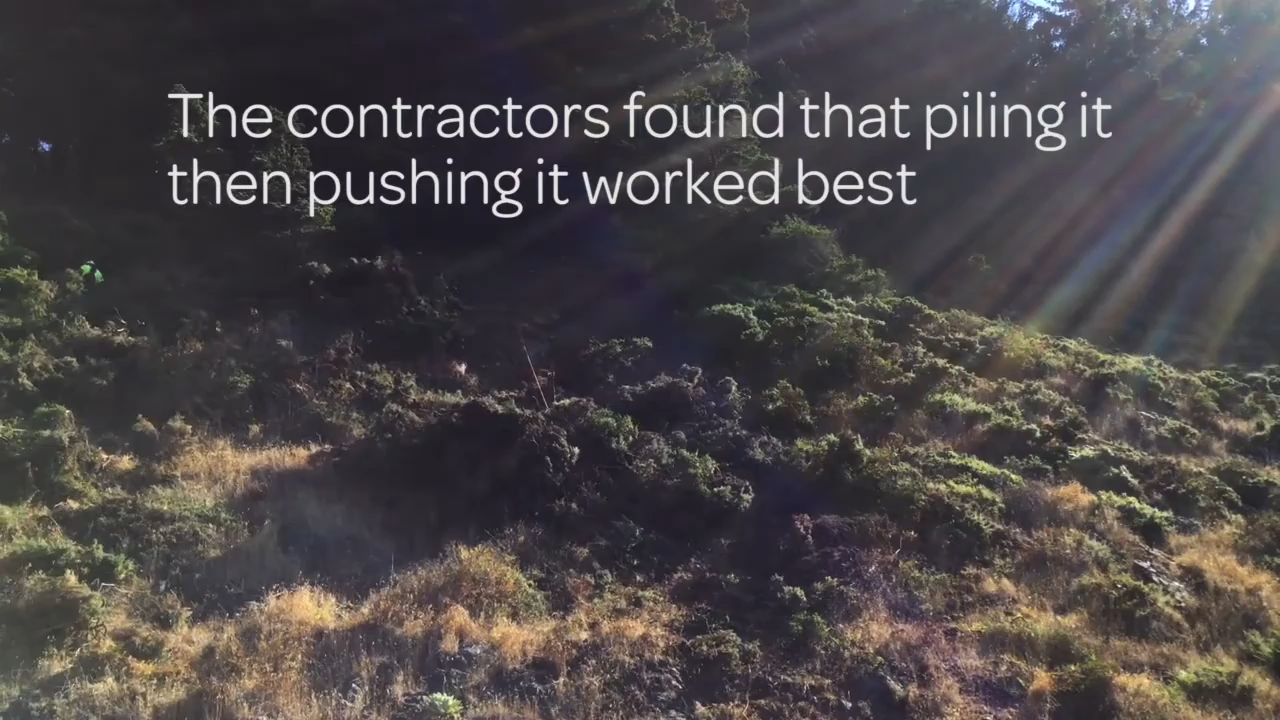 The contractors found that piling it
then pushing it worked best